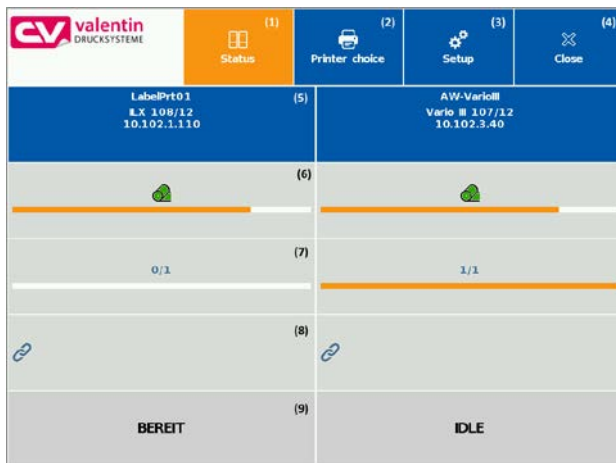 CV. valentin
DRUCKSYSTEME
(1)
Status
(2)
Printer choice
(3)
Setup
(4)
Close
LabelPrt01
ILX 108/12
10.102.1.110
(5)
AW-VarioIII
Vario III 107/12
10.102.3.40
(6)
(7)
0/1
1/1
(8)
(9)
BEREIT
IDLE